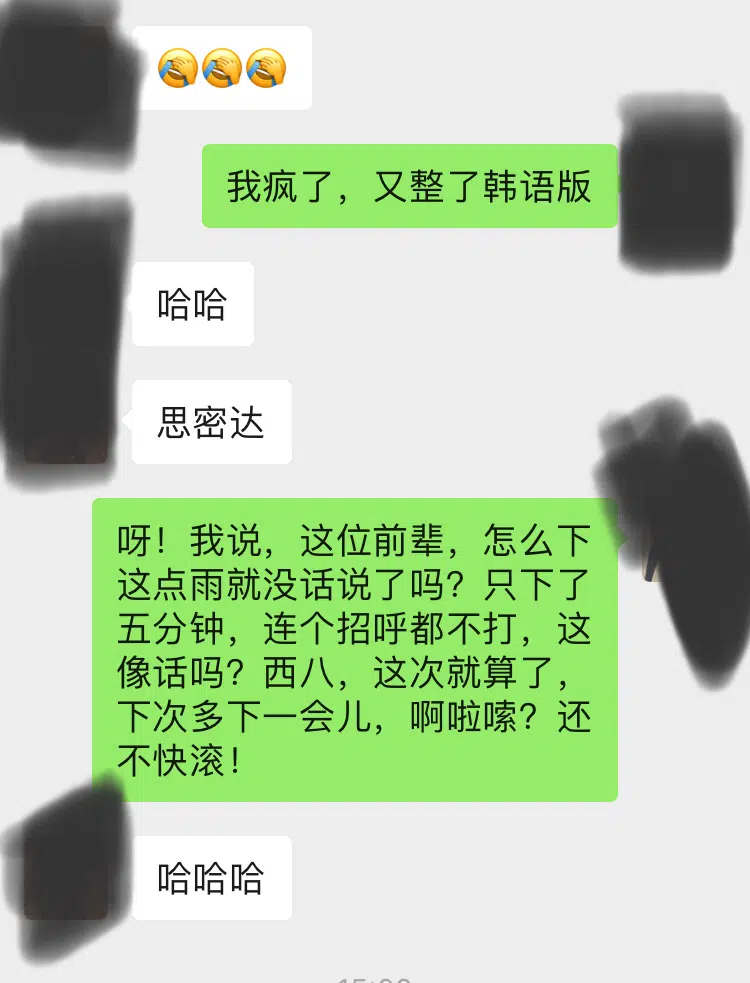 🤦🤦🤦
我疯了，又整了韩语版
哈哈
思密达
呀！我说，这位前辈，怎么下
这点雨就没话说了吗？只下了
五分钟，连个招呼都不打，这
像话吗？西八，这次就算了，
下次多下一会儿，啊啦嗦？还
不快滚！
哈哈哈